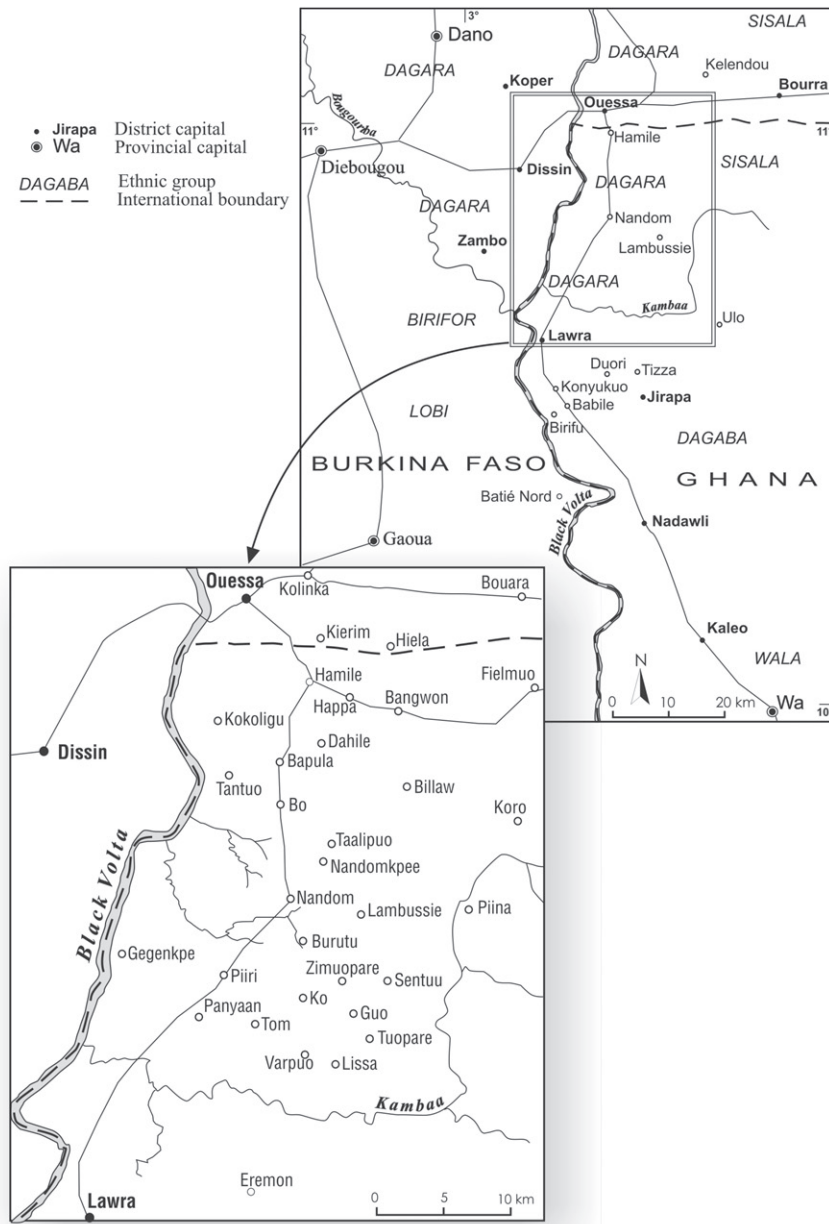 Jirapa District capital
Wa Provincial capital
DAGABA Ethnic group
International boundary
3°
SISALA
Dano
DAGARA
Kelendou
DAGARA
Koper
Bourra
Bougouriba
Ouessa
11°
11°
Hamile
Diebougou
SISALA
Dissin
DAGARA
DAGARA
Nandom
Zambo
Lambussie
DAGARA
Kambaa
BIRIFOR
Ulo
Lawra
Duori
Tizza
Konyukuo
Jirapa
LOBI
Babile
Birifu
DAGABA
BURKINA FASO
GHANA
Batié Nord
Black Volta
Nadawli
Gaoua
Kaleo
N
WALA
0 10 20 km
Wa
10
Ouessa
Kolinka
Bouara
Kierim
Hiela
Hamile
Fielmuo
Happa
Bangwon
Kokoligu
Dahile
Dissin
Bapula
Tantuo
Billaw
Bo
Koro
Taalipuo
Nandomkpee
Black Volta
Nandom
Lambussie
Piina
Burutu
Gegenkpe
Zimuopare
Sentuu
Piiri
Ko
Panyaan
Guo
Tom
Tuopare
Varpuo
Lissa
Kambaa
Eremon
Lawra
0 5 10 km